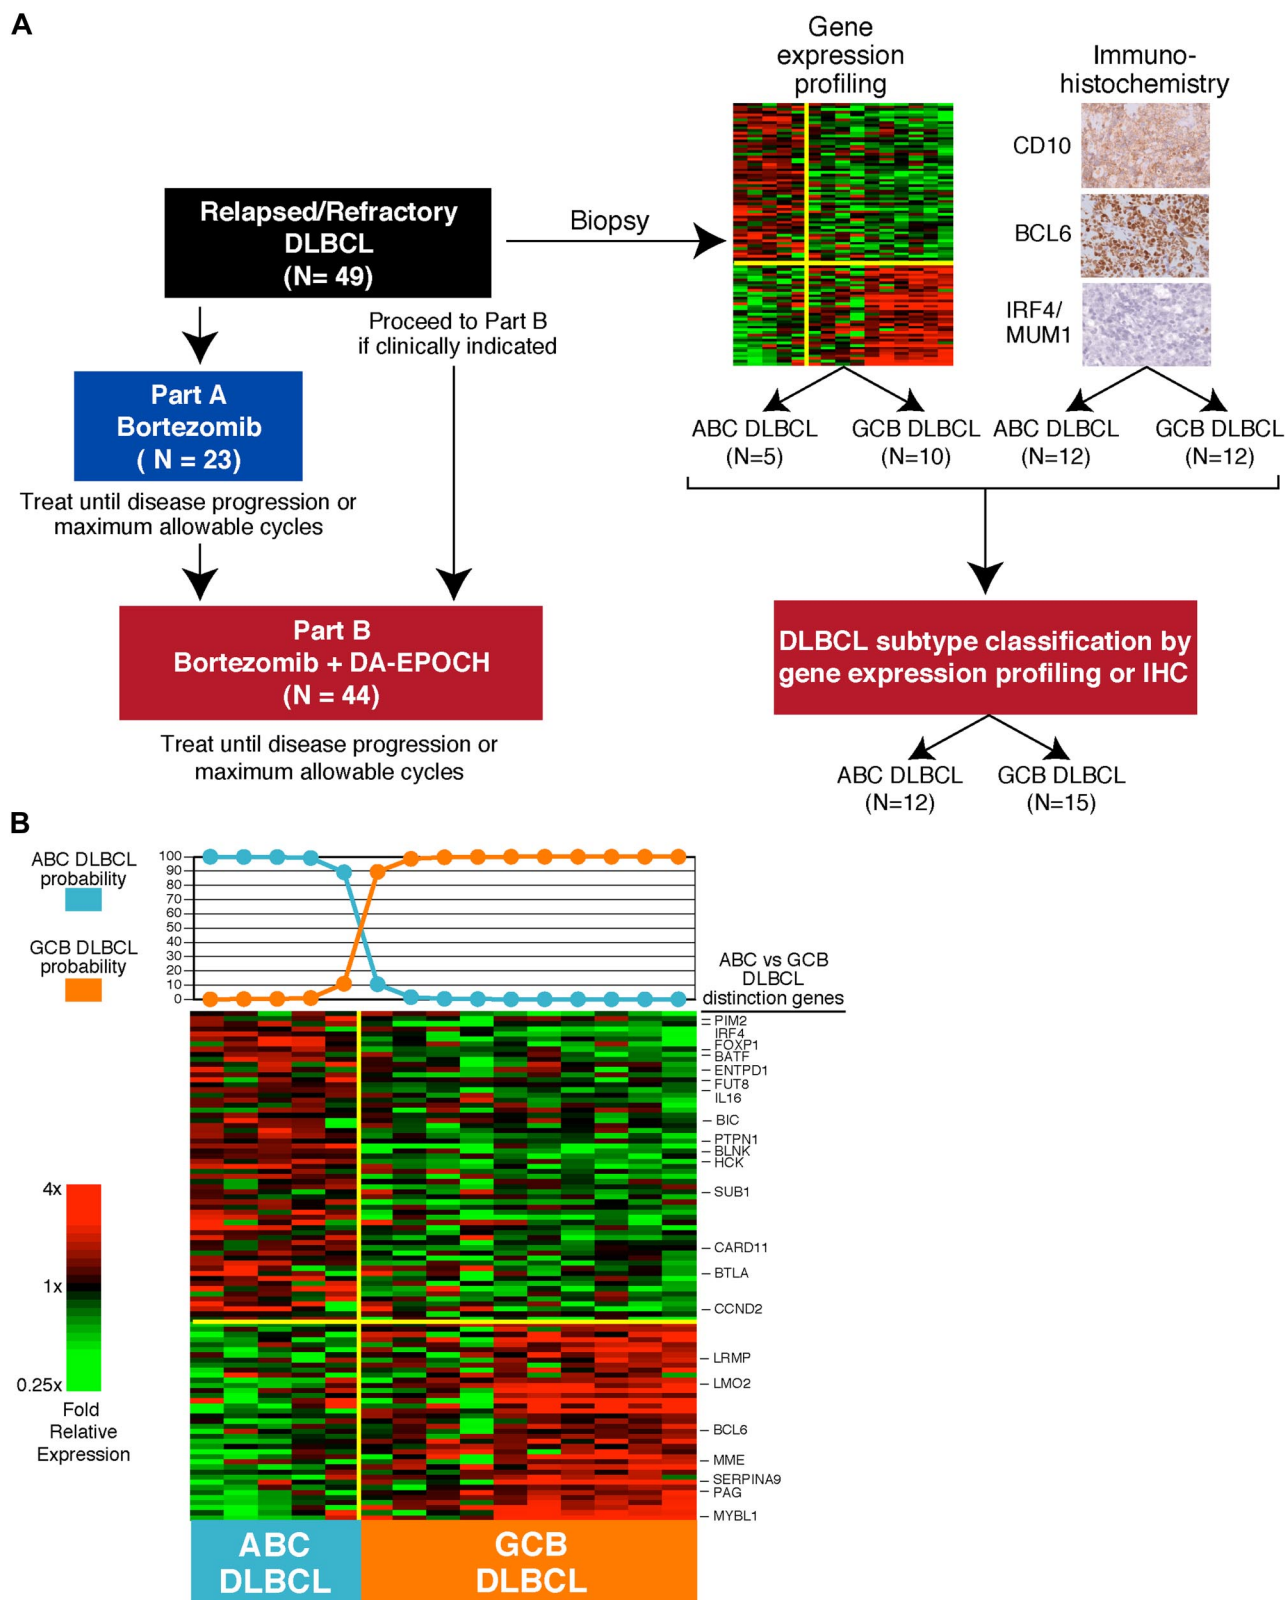 A
Relapsed/Refractory
DLBCL
(N= 49)
Biopsy
Gene
expression
profiling
Immuno-
histochemistry
CD10
BCL6
IRF4/
MUM1
Proceed to Part B
if clinically indicated
Part A
Bortezomib
( N = 23)
Treat until disease progression or
maximum allowable cycles
ABC DLBCL
(N=5)
GCB DLBCL
(N=10)
ABC DLBCL
(N=12)
GCB DLBCL
(N=12)
Part B
Bortezomib + DA-EPOCH
(N = 44)
Treat until disease progression or
maximum allowable cycles
DLBCL subtype classification by
gene expression profiling or IHC
ABC DLBCL
(N=12)
GCB DLBCL
(N=15)
B
ABC DLBCL
probability
GCB DLBCL
probability
100
90
80
70
60
50
40
30
20
10
0
ABC vs GCB
DLBCL
distinction genes
PIM2
IRF4
FOXP1
BATF
ENTPD1
FUT8
IL16
BIC
PTPN1
BLNK
HCK
SUB1
CARD11
BTLA
CCND2
LRMP
LMO2
BCL6
MME
SERPINA9
PAG
MYBL1
4x
1x
0.25x
Fold
Relative
Expression
ABC
DLBCL
GCB
DLBCL